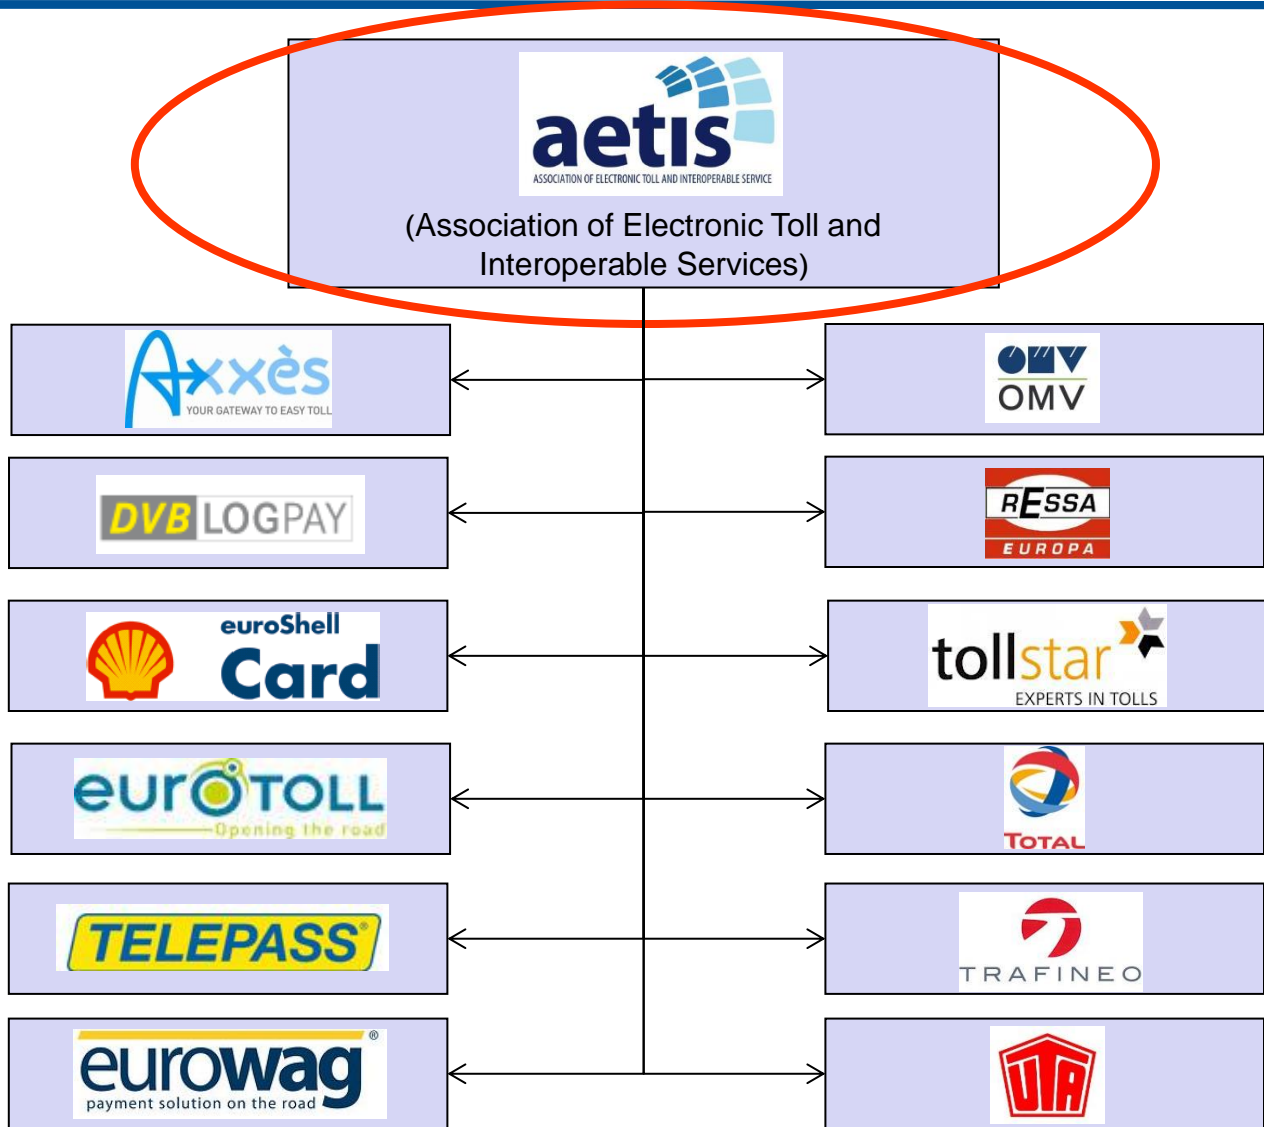 aetis
ASSOCIATION OF ELECTRONIC TOLL AND INTEROPERABLE SERVICE
(Association of Electronic Toll and
Interoperable Services)
Axxès
YOUR GATEWAY TO EASY TOLL
OMV
OMV
DVB LOGPAY
RESSA
EUROPA
euroShell
Card
tollstar
EXPERTS IN TOLLS
eurOTOLL
Opening the road
TOTAL
TELEPASS®
TRAFINEO
eurowag®
payment solution on the road
UTA